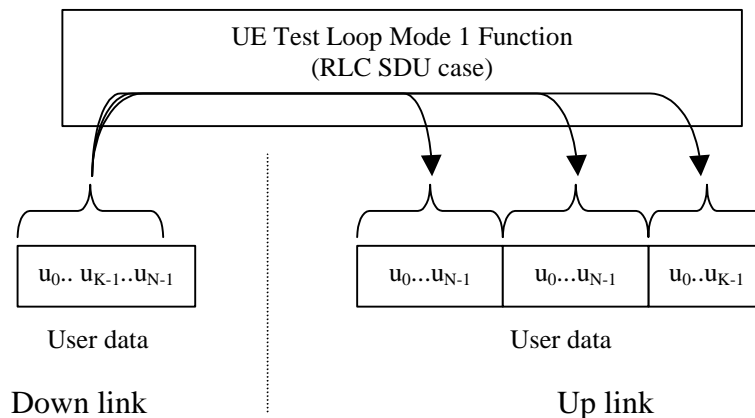 UE Test Loop Mode 1 Function
(RLC SDU case)
u0.. uK-1..uN-1
u0...uN-1
u0...uN-1
u0..uK-1
User data
User data
Down link
Up link